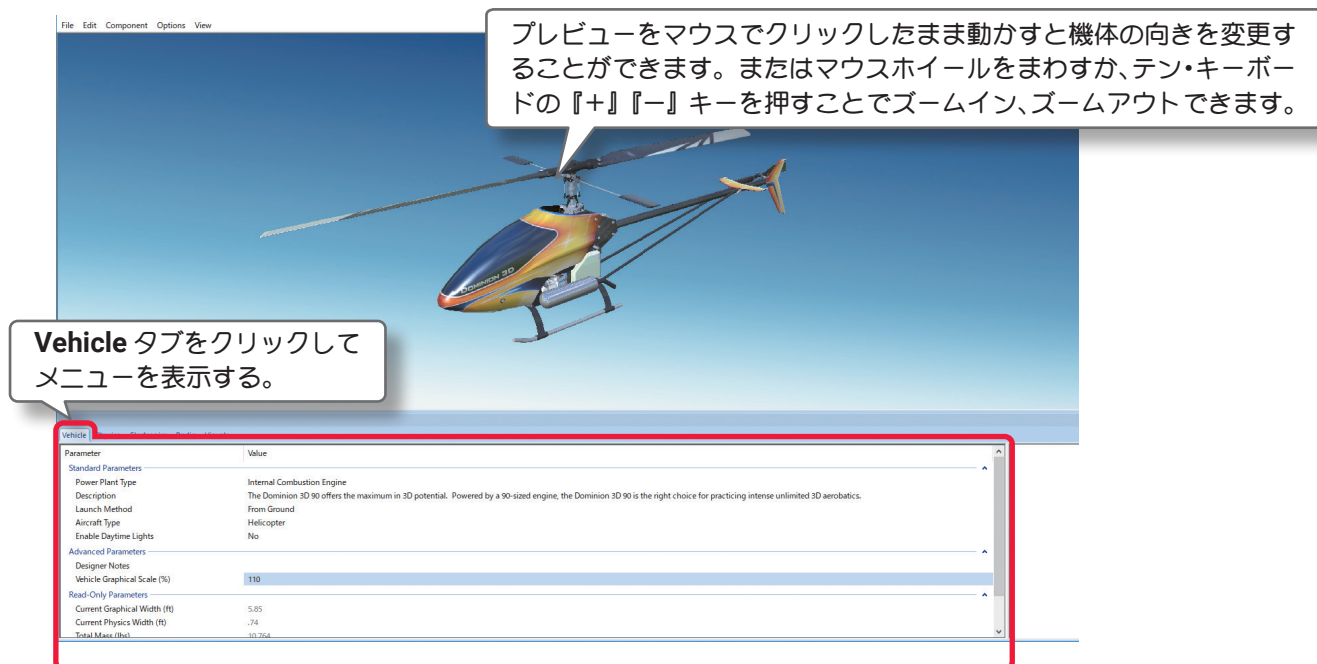 File Edit Component Options View
プレビューをマウスでクリックしたまま動かすと機体の向きを変更す
ることができます。またはマウスホイールをまわすか、テン・キーボー
ドの『＋』『－』キーを押すことでズームイン、ズームアウトできます。
DOMINION 3D
Vehicle タブをクリックして
メニューを表示する。
Vehicle
Parameter Value
Standard Parameters
Power Plant Type Internal Combustion Engine
Description The Dominion 3D 90 offers the maximum in 3D potential. Powered by a 90-sized engine, the Dominion 3D 90 is the right choice for practicing intense unlimited 3D aerobatics.
Launch Method From Ground
Aircraft Type Helicopter
Enable Daytime Lights No
Advanced Parameters
Designer Notes
Vehicle Graphical Scale (%) 110
Read-Only Parameters
Current Graphical Width (ft) 5.85
Current Physics Width (ft) .74
Total Mass (lbs) 10.764